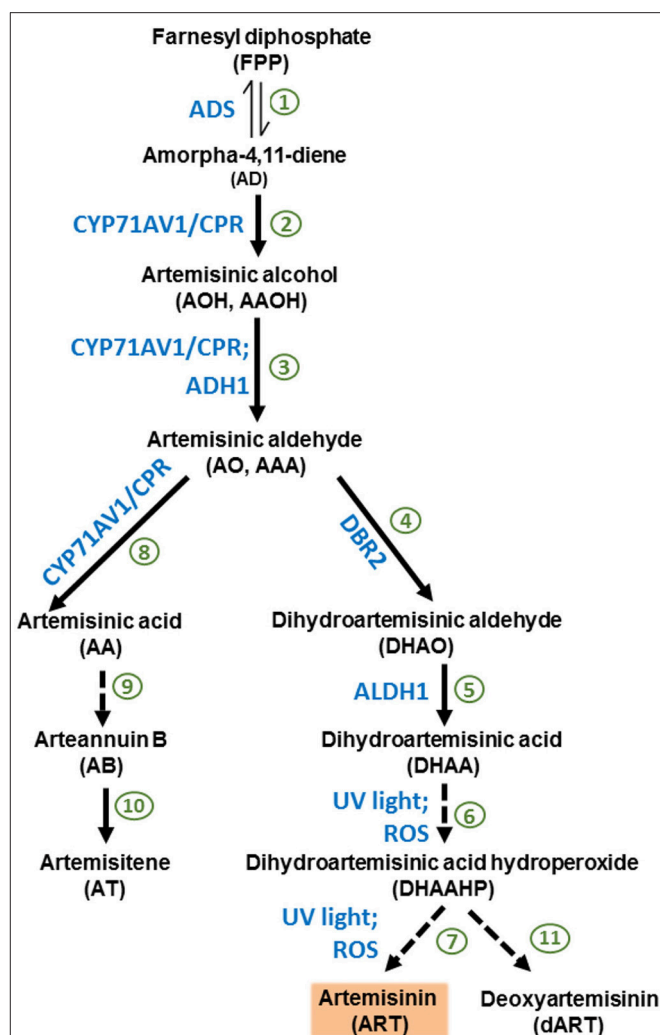 Farnesyl diphosphate
(FPP)
ADS
1
Amorpha-4,11-diene
(AD)
CYP71AV1/CPR
2
Artemisinic alcohol
(AOH, AAOH)
CYP71AV1/CPR;
ADH1
3
Artemisinic aldehyde
(AO, AAA)
CYP71AV1/CPR
8
DBR2
4
Artemisinic acid
(AA)
Dihydroartemisinic aldehyde
(DHAO)
9
ALDH1
5
Arteannuin B
(AB)
Dihydroartemisinic acid
(DHAA)
10
UV light;
ROS
6
Artemisitene
(AT)
Dihydroartemisinic acid hydroperoxide
(DHAAHP)
UV light;
ROS
7
11
Artemisinin
(ART)
Deoxyartemisinin
(dART)